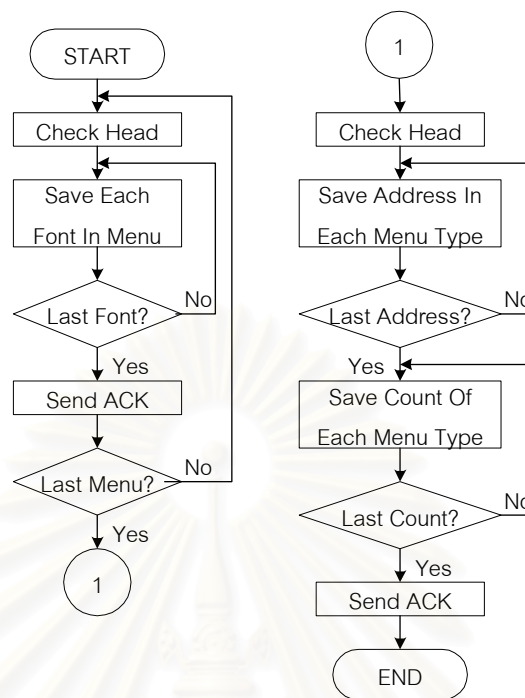 START
Check Head
Save Each
Font In Menu
Last Font?
No
Yes
Send ACK
Last Menu?
No
Yes
1
1
Check Head
Save Address In
Each Menu Type
Last Address?
No
Yes
Save Count Of
Each Menu Type
Last Count?
No
Yes
Send ACK
END